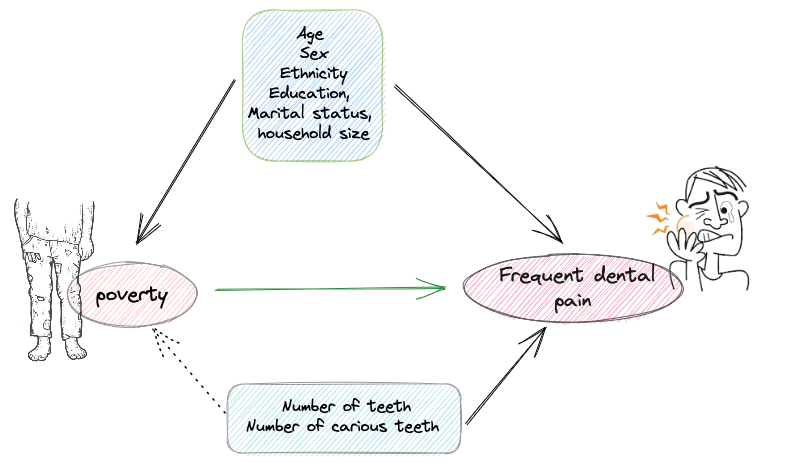 Age
Sex
Ethnicity
Education,
Marital status,
household size
poverty
Frequent dental
pain
Number of teeth
Number of carious teeth